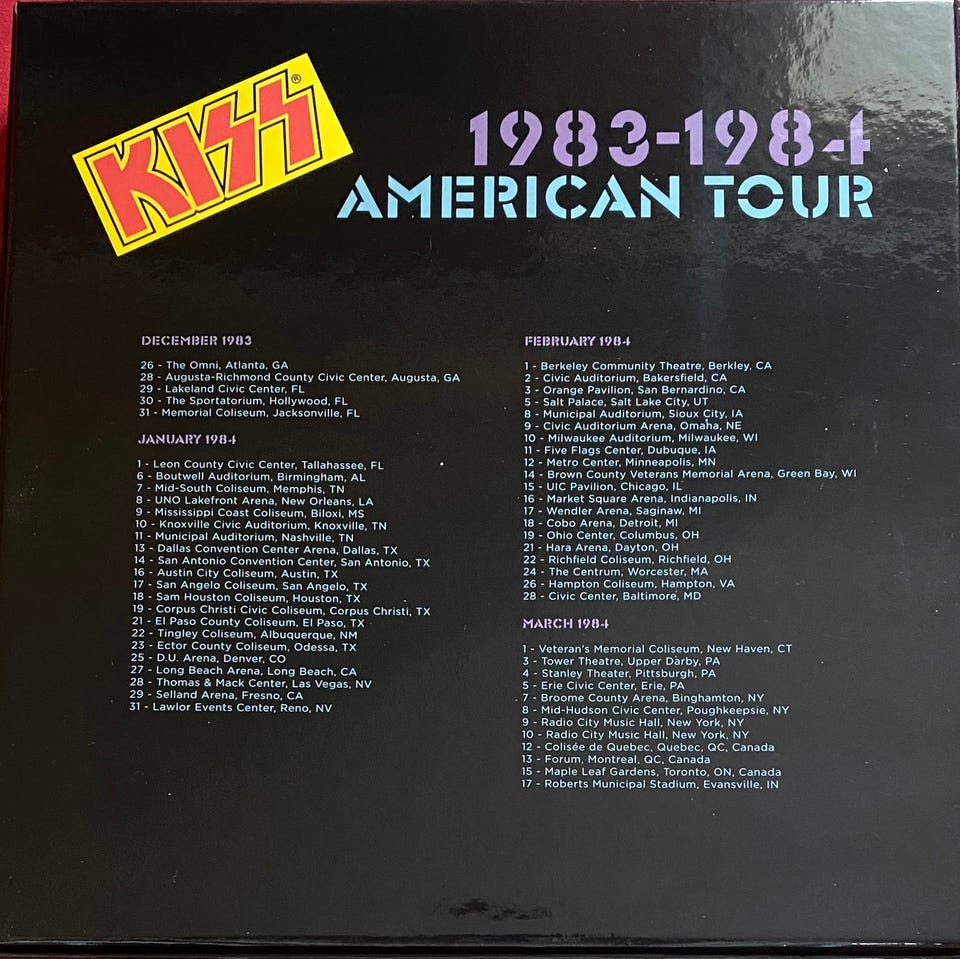 KISS®
1983-1984
AMERICAN TOUR
DECEMBER 1983
26 - The Omni, Atlanta, GA
28 - Augusta-Richmond County Civic Center, Augusta, GA
29 - Lakeland Civic Center, FL
30 - The Sportatorium, Hollywood, FL
31 - Memorial Coliseum, Jacksonville, FL
JANUARY 1984
1 - Leon County Civic Center, Tallahassee, FL
6 - Boutwell Auditorium, Birmingham, AL
7 - Mid-South Coliseum, Memphis, TN
8 - UNO Lakefront Arena, New Orleans, LA
9 - Mississippi Coast Coliseum, Biloxi, MS
10 - Knoxville Civic Auditorium, Knoxville, TN
11 - Municipal Auditorium, Nashville, TN
13 - Dallas Convention Center Arena, Dallas, TX
14 - San Antonio Convention Center, San Antonio, TX
16 - Austin City Coliseum, Austin, TX
17 - San Angelo Coliseum, San Angelo, TX
18 - Sam Houston Coliseum, Houston, TX
19 - Corpus Christi Civic Coliseum, Corpus Christi, TX
21 - El Paso County Coliseum, El Paso, TX
22 - Tingley Coliseum, Albuquerque, NM
23 - Ector County Coliseum, Odessa, TX
25 - D.U. Arena, Denver, CO
27 - Long Beach Arena, Long Beach, CA
28 - Thomas & Mack Center, Las Vegas, NV
29 - Selland Arena, Fresno, CA
31 - Lawlor Events Center, Reno, NV
FEBRUARY 1984
1 - Berkeley Community Theatre, Berkley, CA
2 - Civic Auditorium, Bakersfield, CA
3 - Orange Pavilion, San Bernardino, CA
5 - Salt Palace, Salt Lake City, UT
8 - Municipal Auditorium, Sioux City, IA
9 - Civic Auditorium Arena, Omaha, NE
10 - Milwaukee Auditorium, Milwaukee, WI
11 - Five Flags Center, Dubuque, IA
12 - Metro Center, Minneapolis, MN
14 - Brown County Veterans Memorial Arena, Green Bay, WI
15 - UIC Pavilion, Chicago, IL
16 - Market Square Arena, Indianapolis, IN
17 - Wendler Arena, Saginaw, MI
18 - Cobo Arena, Detroit, MI
19 - Ohio Center, Columbus, OH
21 - Hara Arena, Dayton, OH
22 - Richfield Coliseum, Richfield, OH
24 - The Centrum, Worcester, MA
26 - Hampton Coliseum, Hampton, VA
28 - Civic Center, Baltimore, MD
MARCH 1984
1 - Veteran's Memorial Coliseum, New Haven, CT
3 - Tower Theatre, Upper Darby, PA
4 - Stanley Theater, Pittsburgh, PA
5 - Erie Civic Center, Erie, PA
7 - Broome County Arena, Binghamton, NY
8 - Mid-Hudson Civic Center, Poughkeepsie, NY
9 - Radio City Music Hall, New York, NY
10 - Radio City Music Hall, New York, NY
12 - Colisée de Quebec, Quebec, QC, Canada
13 - Forum, Montreal, QC, Canada
15 - Maple Leaf Gardens, Toronto, ON, Canada
17 - Roberts Municipal Stadium, Evansville, IN